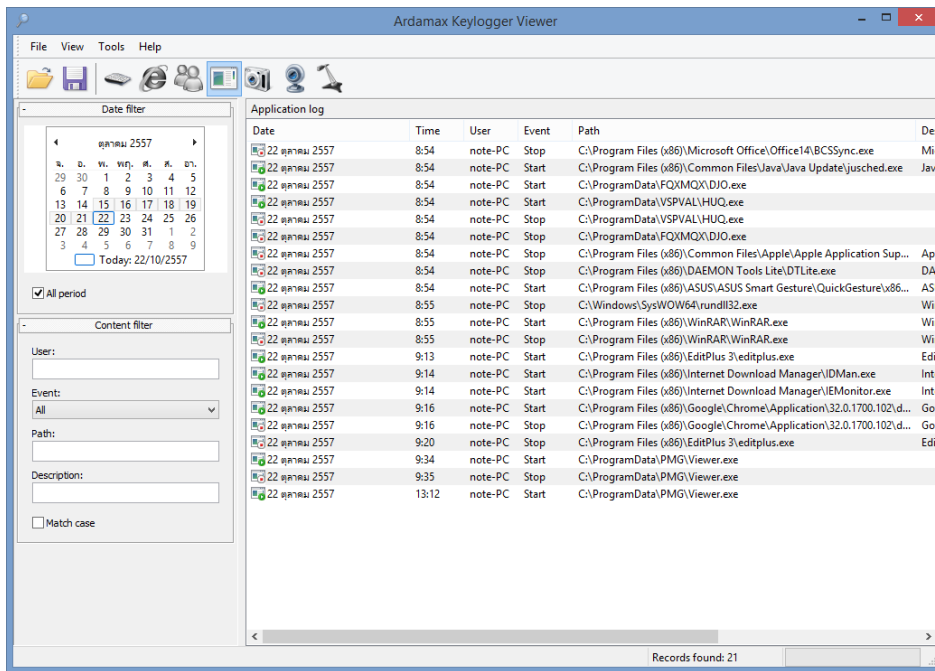 Ardamax Keylogger Viewer
File View Tools Help
- Date filter
ตุลาคม 2557
จ. อ. พ. พฤ. ศ. ส. อา.
29 30 1 2 3 4 5
6 7 8 9 10 11 12
13 14 15 16 17 18 19
20 21 22 23 24 25 26
27 28 29 30 31 1 2
3 4 5 6 7 8 9
Today: 22/10/2557
All period
- Content filter
User:
Event:
All
Path:
Description:
Match case
Application log
Date Time User Event Path De
22 ตุลาคม 2557 8:54 note-PC Stop C:\Program Files (x86)\Microsoft Office\Office14\BCSSync.exe Mi
22 ตุลาคม 2557 8:54 note-PC Start C:\Program Files (x86)\Common Files\Java\Java Update\jusched.exe Jav
22 ตุลาคม 2557 8:54 note-PC Start C:\ProgramData\FQXMQX\DJO.exe
22 ตุลาคม 2557 8:54 note-PC Start C:\ProgramData\VSPVAL\HUQ.exe
22 ตุลาคม 2557 8:54 note-PC Stop C:\ProgramData\VSPVAL\HUQ.exe
22 ตุลาคม 2557 8:54 note-PC Stop C:\ProgramData\FQXMQX\DJO.exe
22 ตุลาคม 2557 8:54 note-PC Stop C:\Program Files (x86)\Common Files\Apple\Apple Application Sup... Ap
22 ตุลาคม 2557 8:54 note-PC Stop C:\Program Files (x86)\DAEMON Tools Lite\DTLite.exe DA
22 ตุลาคม 2557 8:54 note-PC Start C:\Program Files (x86)\ASUS\ASUS Smart Gesture\QuickGesture\x86... AS
22 ตุลาคม 2557 8:55 note-PC Stop C:\Windows\SysWOW64\rundll32.exe Wi
22 ตุลาคม 2557 8:55 note-PC Start C:\Program Files (x86)\WinRAR\WinRAR.exe Wi
22 ตุลาคม 2557 8:55 note-PC Stop C:\Program Files (x86)\WinRAR\WinRAR.exe Wi
22 ตุลาคม 2557 9:13 note-PC Start C:\Program Files (x86)\EditPlus 3\editplus.exe Edi
22 ตุลาคม 2557 9:14 note-PC Start C:\Program Files (x86)\Internet Download Manager\IDMan.exe Int
22 ตุลาคม 2557 9:14 note-PC Start C:\Program Files (x86)\Internet Download Manager\IEMonitor.exe Int
22 ตุลาคม 2557 9:16 note-PC Start C:\Program Files (x86)\Google\Chrome\Application\32.0.1700.102\d... Go
22 ตุลาคม 2557 9:16 note-PC Stop C:\Program Files (x86)\Google\Chrome\Application\32.0.1700.102\d... Go
22 ตุลาคม 2557 9:20 note-PC Stop C:\Program Files (x86)\EditPlus 3\editplus.exe Edi
22 ตุลาคม 2557 9:34 note-PC Start C:\ProgramData\PMG\Viewer.exe
22 ตุลาคม 2557 9:35 note-PC Stop C:\ProgramData\PMG\Viewer.exe
22 ตุลาคม 2557 13:12 note-PC Start C:\ProgramData\PMG\Viewer.exe
Records found: 21